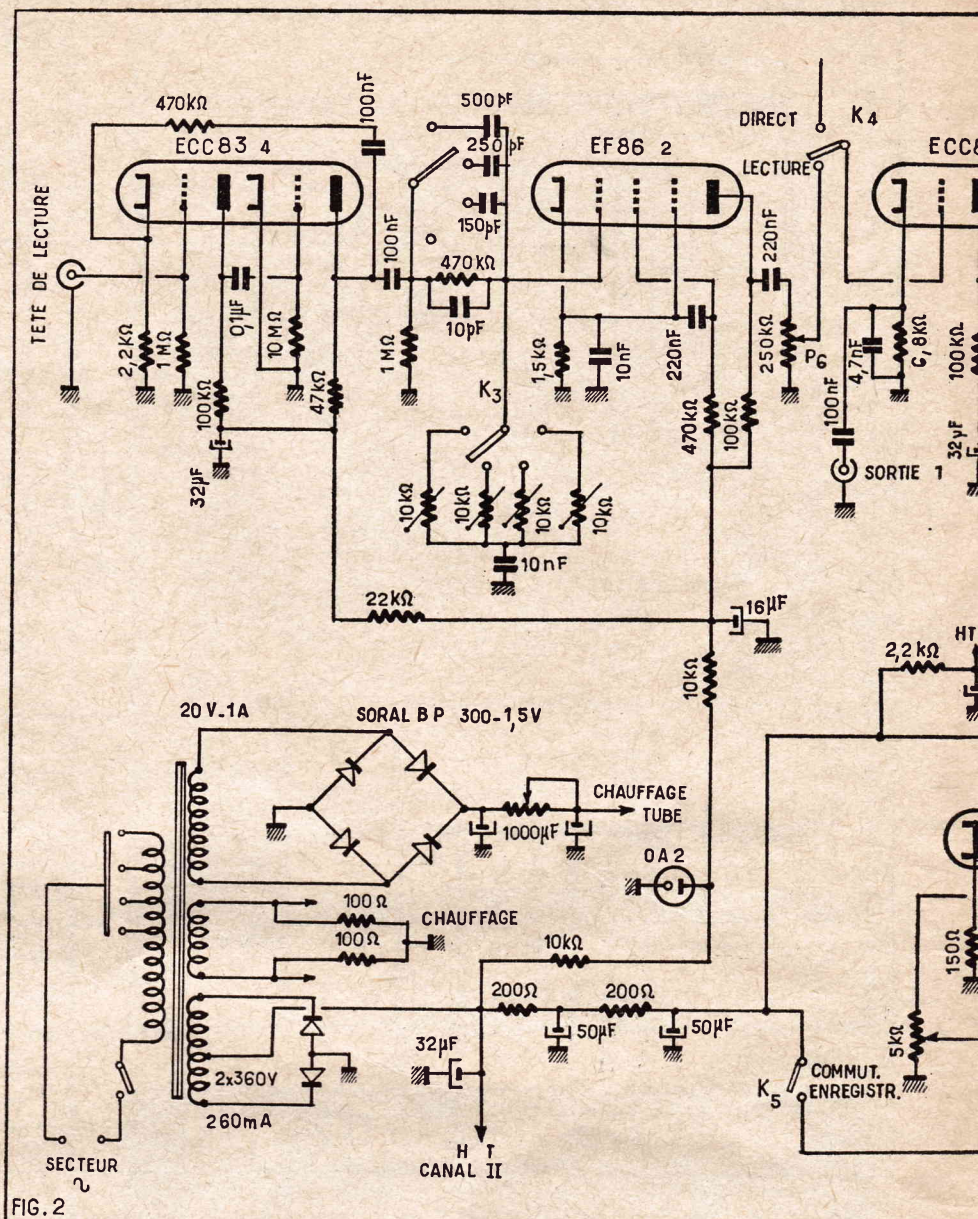 470kΩ
100nF
ECC83 4
500pF
250pF
150pF
EF86 2
DIRECT
K4
LECTURE
ECC8
TETE DE LECTURE
100nF
470kΩ
10pF
220nF
2,2kΩ
1MΩ
0,1µF
10MΩ
100kΩ
47kΩ
32µF
1MΩ
K3
1,5kΩ
10nF
220nF
470kΩ
100kΩ
250kΩ
P6
4,7nF
6,8kΩ
100kΩ
100nF
32µF
SORTIE 1
10kΩ
10kΩ
10kΩ
10kΩ
10nF
22kΩ
16µF
10kΩ
2,2kΩ
HT
20V_1A
SORAL BP 300-1,5V
1000µF
CHAUFFAGE
TUBE
OA2
100Ω
100Ω
CHAUFFAGE
10kΩ
200Ω
200Ω
50µF
50µF
32µF
2x360V
260mA
150Ω
5kΩ
K5
COMMUT.
ENREGISTR.
HT
CANAL II
SECTEUR
FIG.2